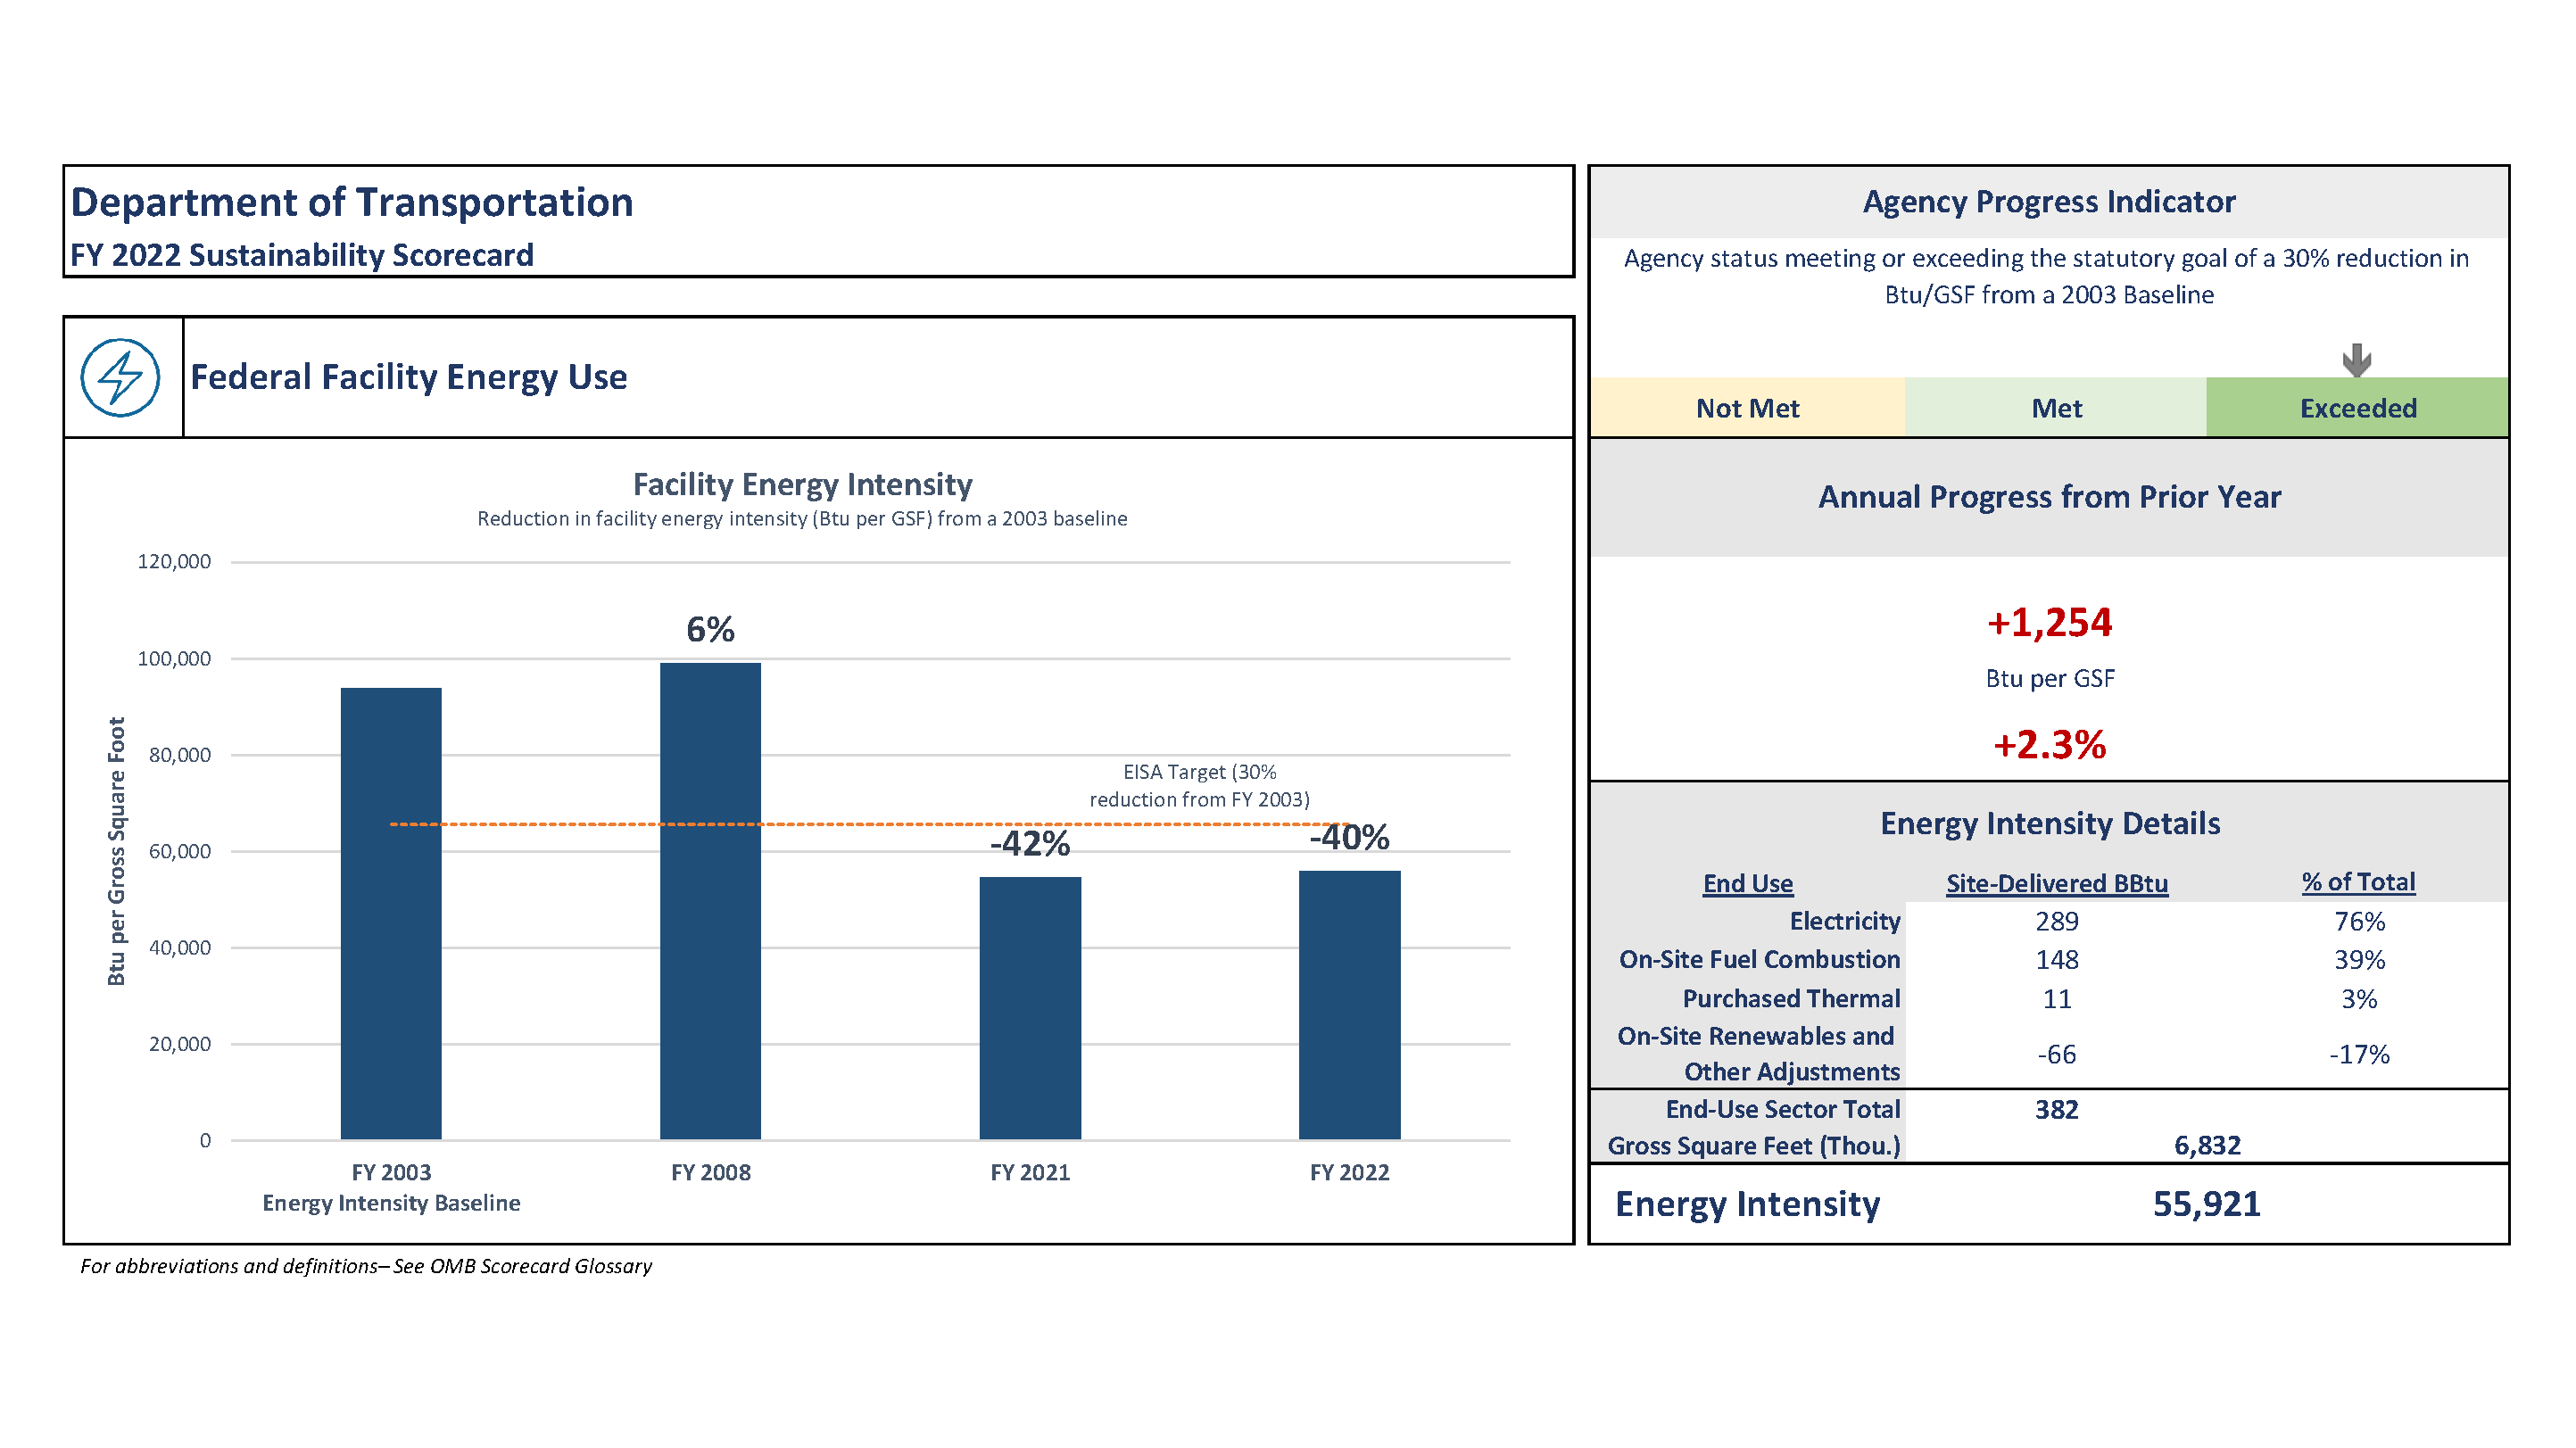 Department of Transportation
FY 2022 Sustainability Scorecard
Federal Facility Energy Use
Facility Energy Intensity
Reduction in facility energy intensity (Btu per GSF) from a 2003 baseline
Btu per Gross Square Foot
120,000
100,000
80,000
60,000
40,000
20,000
0
6%
-42%
-40%
EISA Target (30%
reduction from FY 2003)
FY 2003
Energy Intensity Baseline
FY 2008
FY 2021
FY 2022
For abbreviations and definitions– See OMB Scorecard Glossary
Agency Progress Indicator
Agency status meeting or exceeding the statutory goal of a 30% reduction in
Btu/GSF from a 2003 Baseline
Not Met Met Exceeded
Annual Progress from Prior Year
+1,254
Btu per GSF
+2.3%
Energy Intensity Details
End Use Site-Delivered BBtu % of Total
Electricity 289 76%
On-Site Fuel Combustion 148 39%
Purchased Thermal 11 3%
On-Site Renewables and
Other Adjustments -66 -17%
End-Use Sector Total 382
Gross Square Feet (Thou.) 6,832
Energy Intensity 55,921